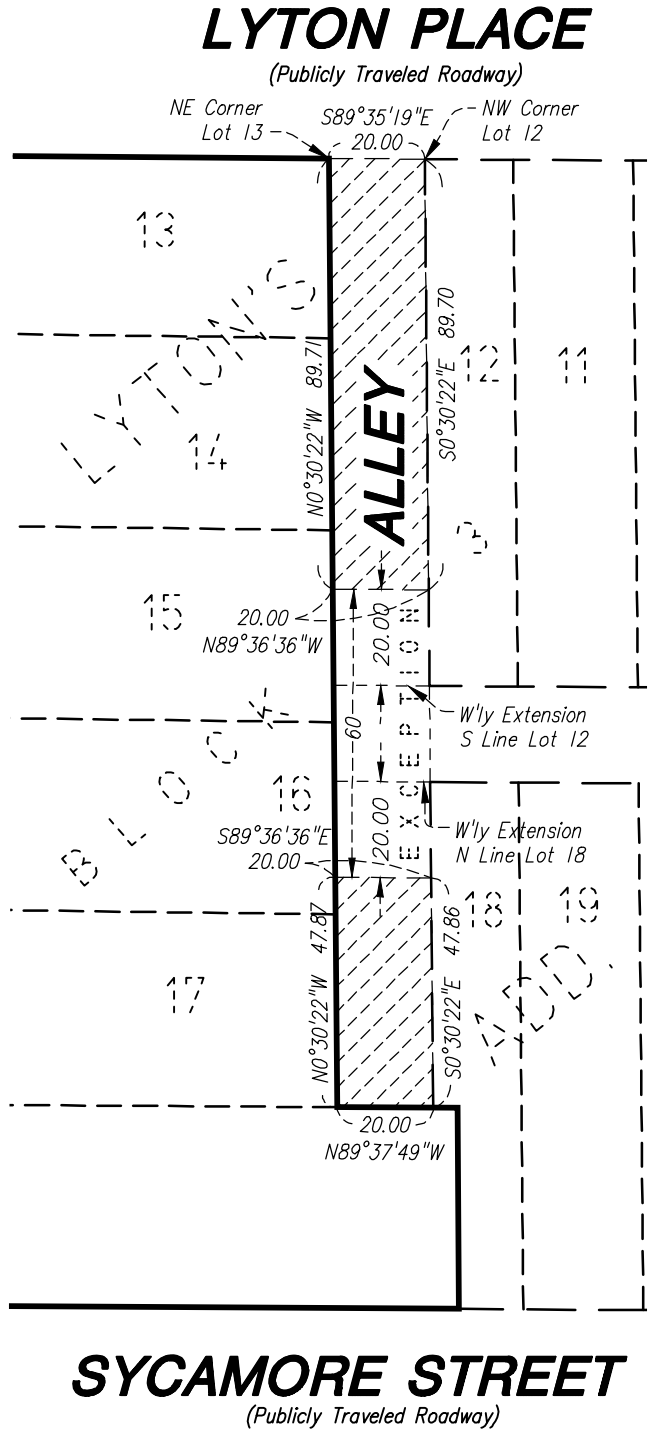 LYTON PLACE
(Publicly Traveled Roadway)
NE Corner
Lot 13
S89°35'19"E
20.00
NW Corner
Lot 12
13
LYTON'S
14
N0°30'22"W 89.71
ALLEY
S0°30'22"E 89.70
12
11
3
15
20.00
N89°36'36"W
20.00
EXCEPTION
60
W'ly Extension
S Line Lot 12
BLOCK
16
S89°36'36"E
20.00
20.00
W'ly Extension
N Line Lot 18
18
19
ADD.
17
N0°30'22"W 47.87
S0°30'22"E 47.86
20.00
N89°37'49"W
SYCAMORE STREET
(Publicly Traveled Roadway)